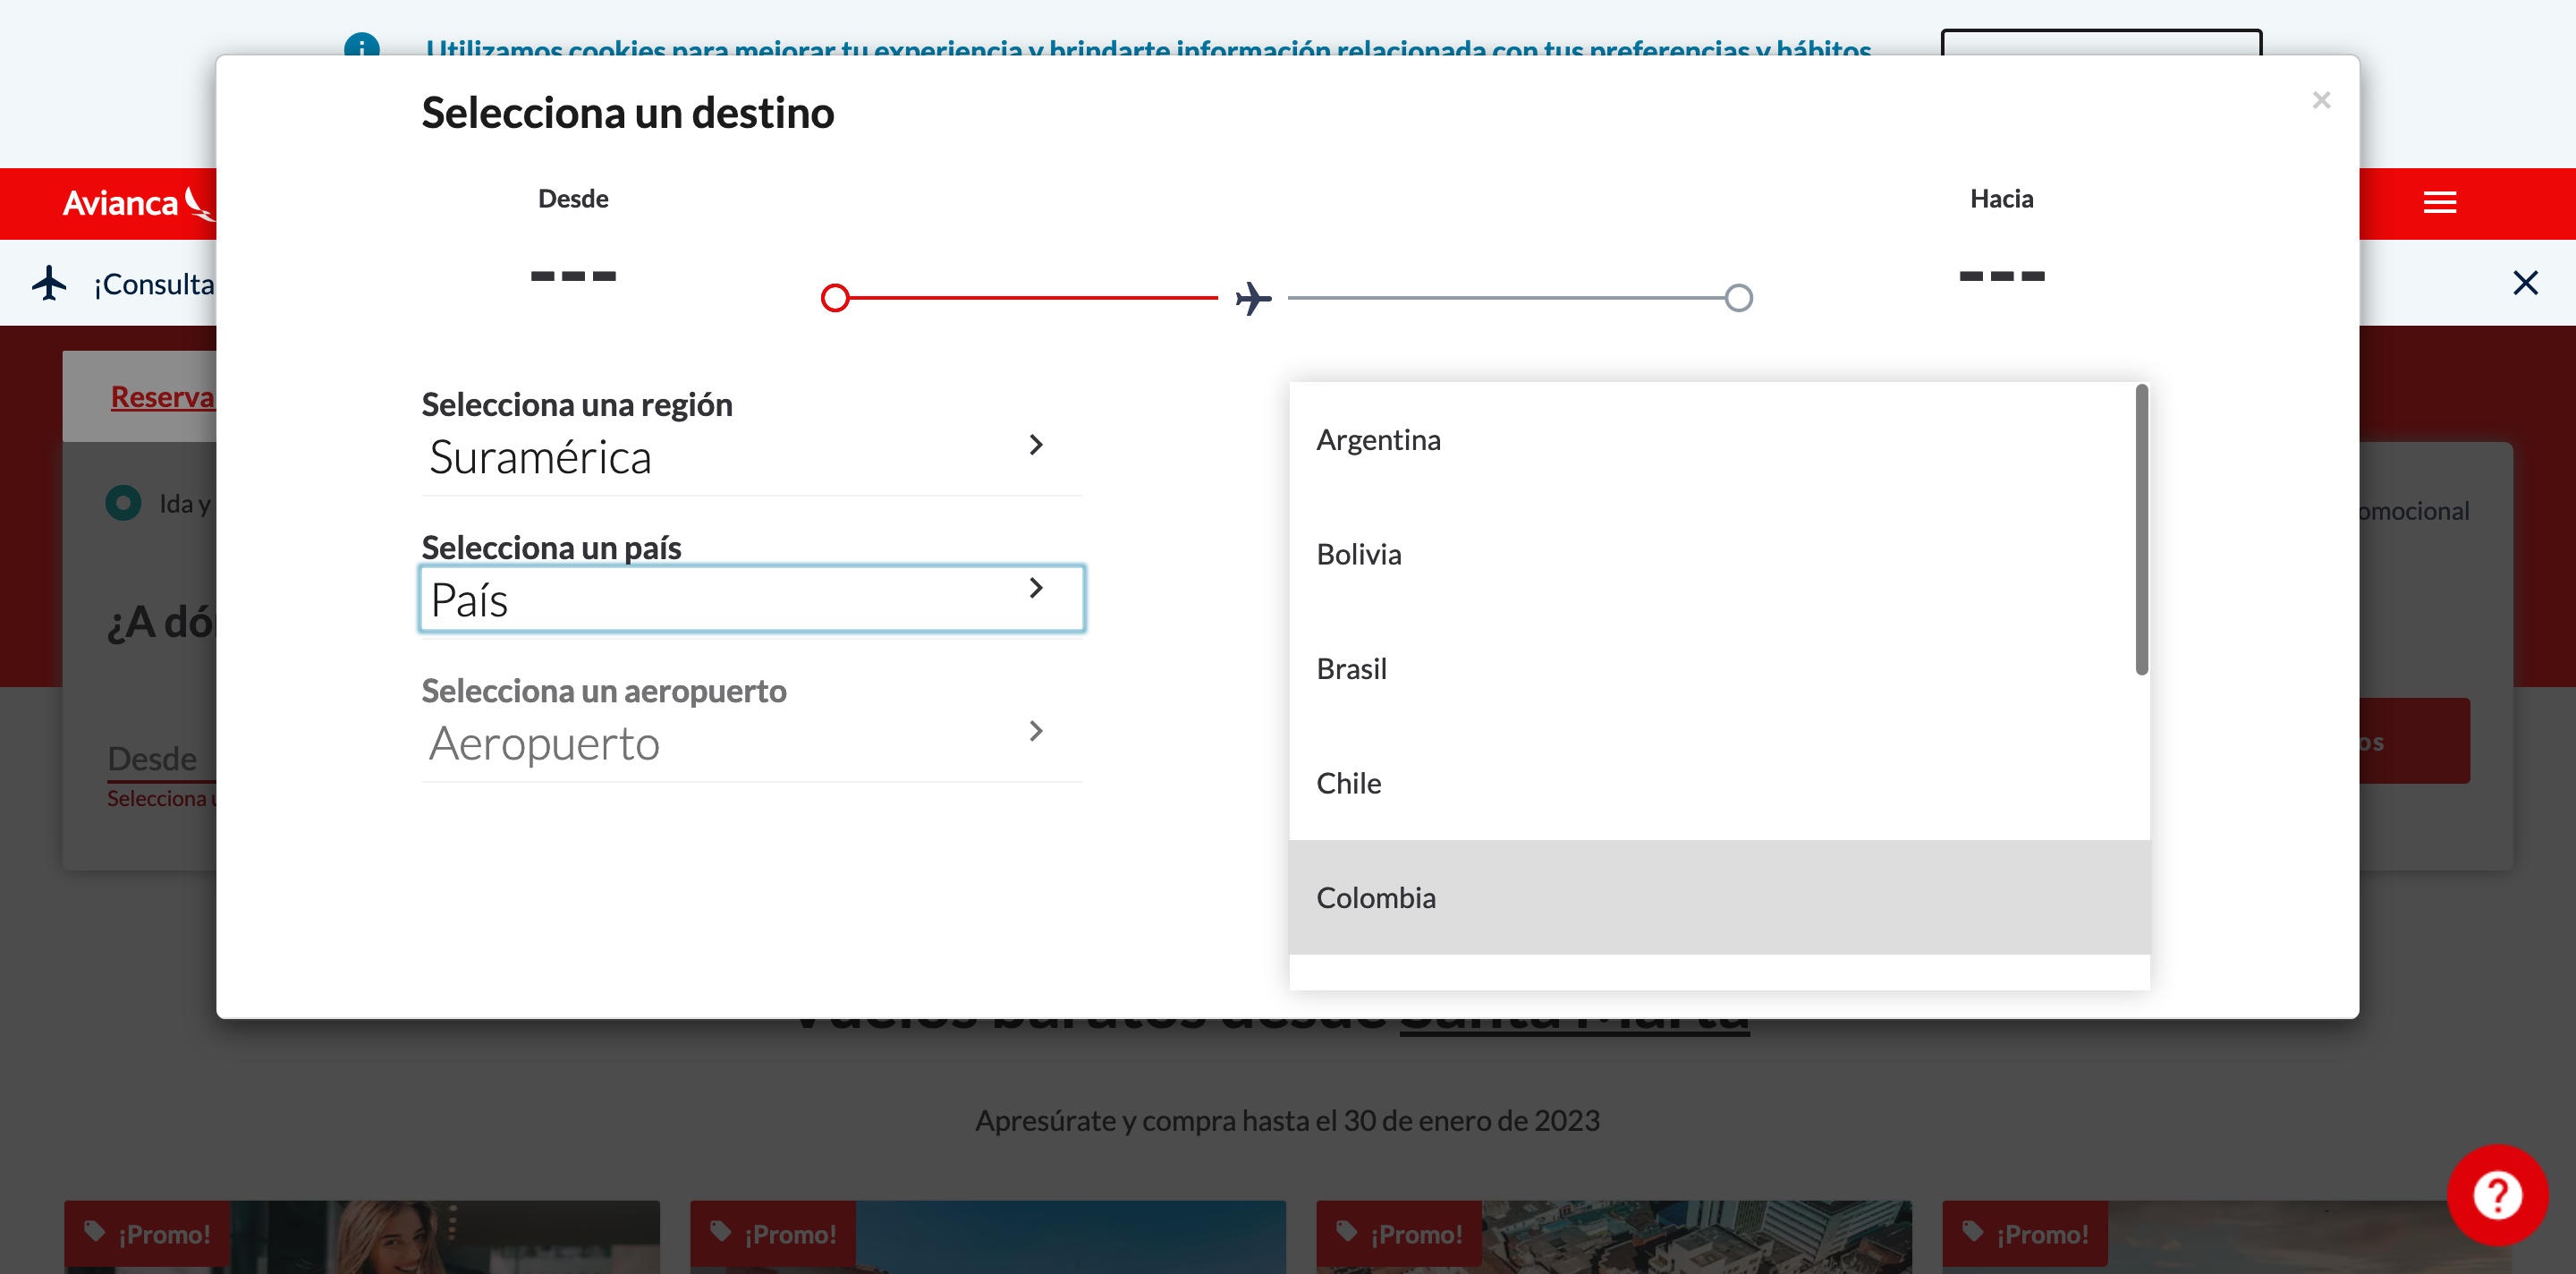 Utilizamos cookies para mejorar tu experiencia y brindarte información relacionada con tus preferencias y hábitos
Selecciona un destino
×
Desde
Hacia
Avianca
---
---
¡Consulta
Reserva
Selecciona una región
Suramérica
Argentina
Ida y
omocional
Bolivia
Selecciona un país
País
¿A dó
Brasil
Selecciona un aeropuerto
Aeropuerto
Desde
os
Chile
Selecciona
Colombia
Vuelos baratos desde Santa Marta
Apresúrate y compra hasta el 30 de enero de 2023
¡Promo!
¡Promo!
¡Promo!
¡Promo!
?